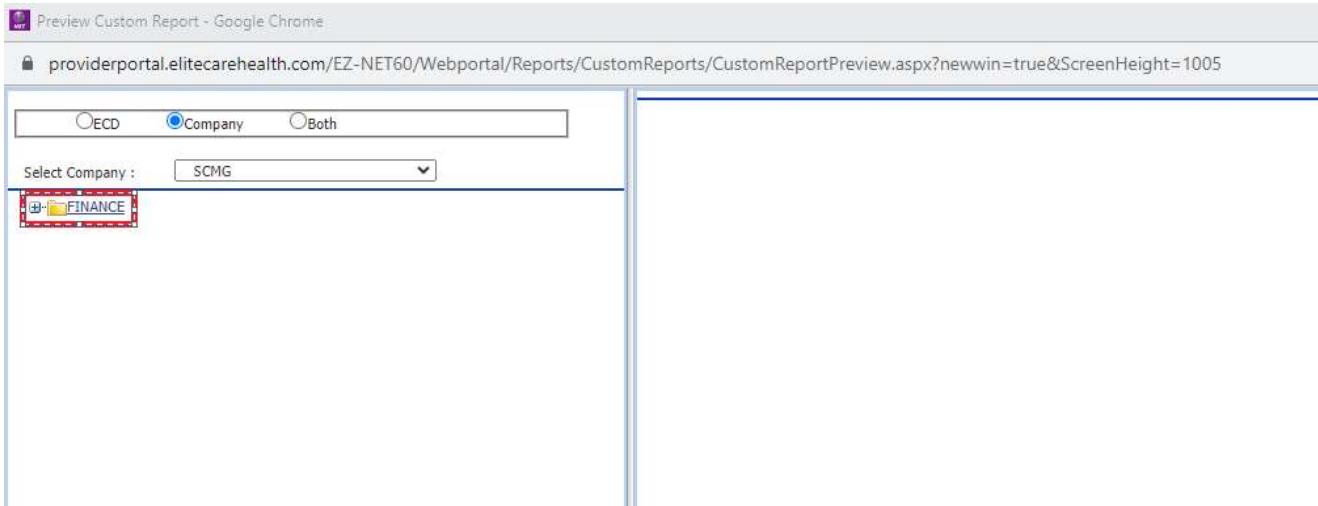 Preview Custom Report - Google Chrome
providerportal.elitecarehealth.com/EZ-NET60/Webportal/Reports/CustomReports/CustomReportPreview.aspx?newwin=true&ScreenHeight=1005
ECD Company Both
Select Company : SCMG
FINANCE